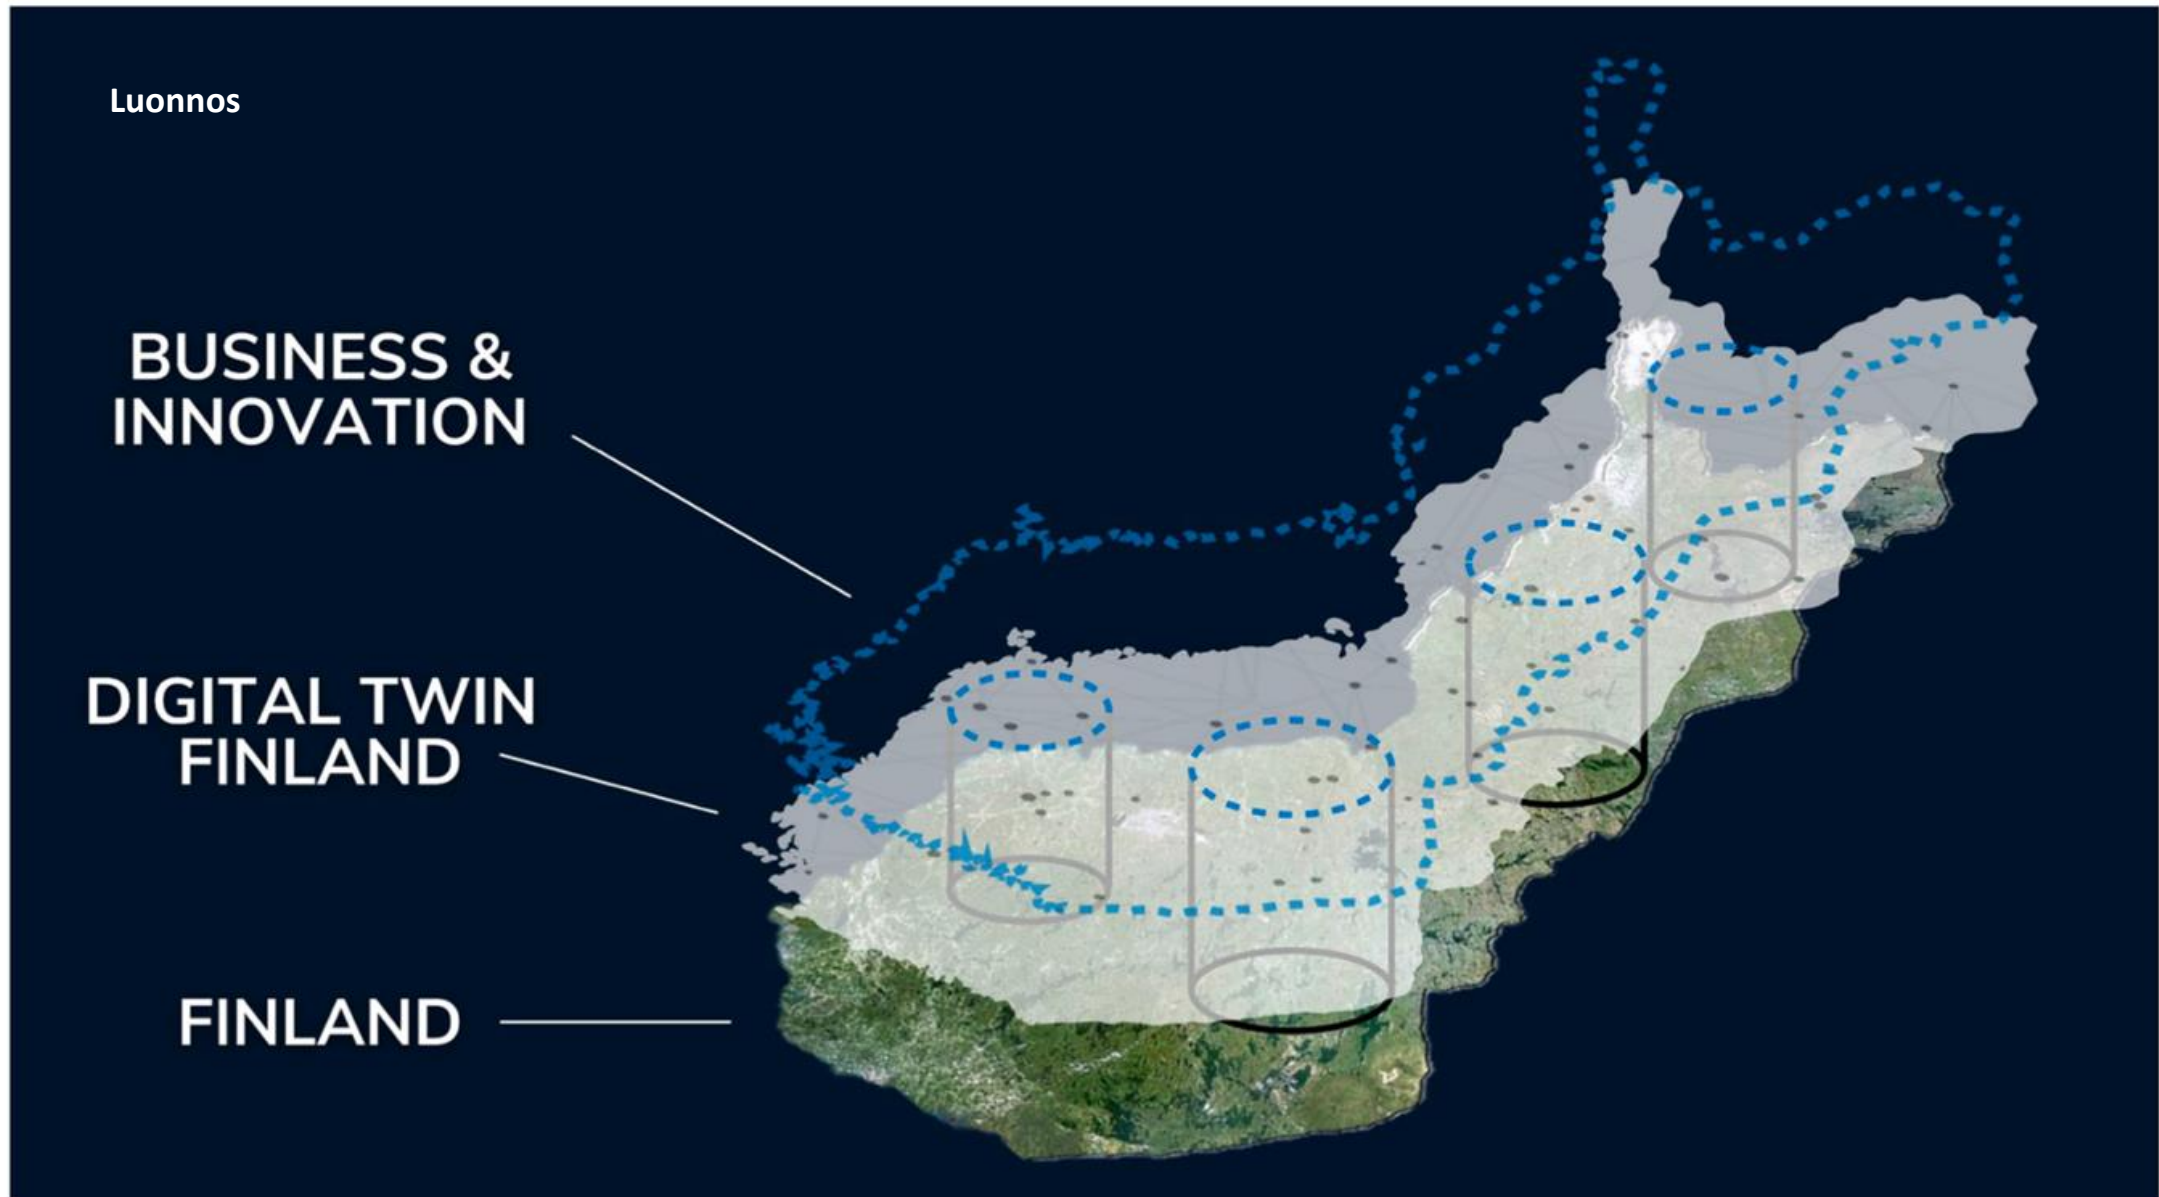 Luonnos
BUSINESS &
INNOVATION
DIGITAL TWIN
FINLAND
FINLAND